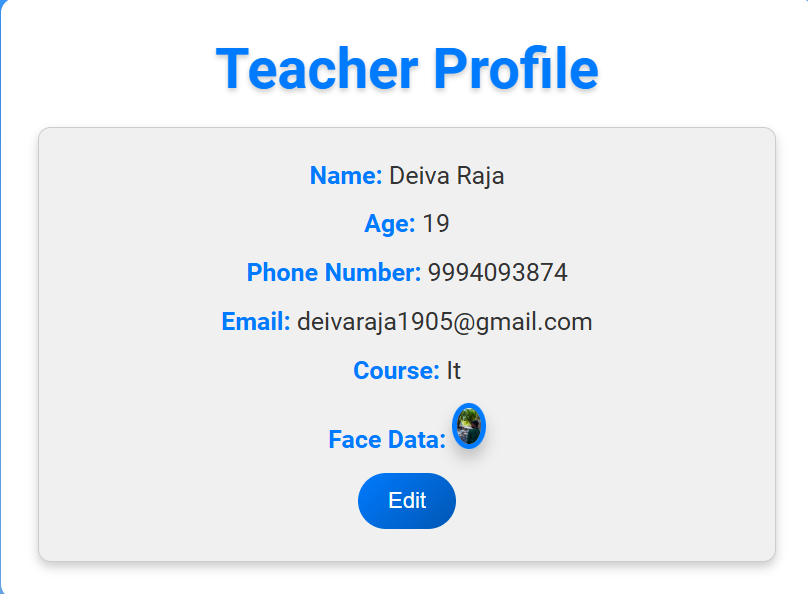 Teacher Profile
Name: Deiva Raja
Age: 19
Phone Number: 9994093874
Email: deivaraja1905@gmail.com
Course: It
Face Data:
Edit